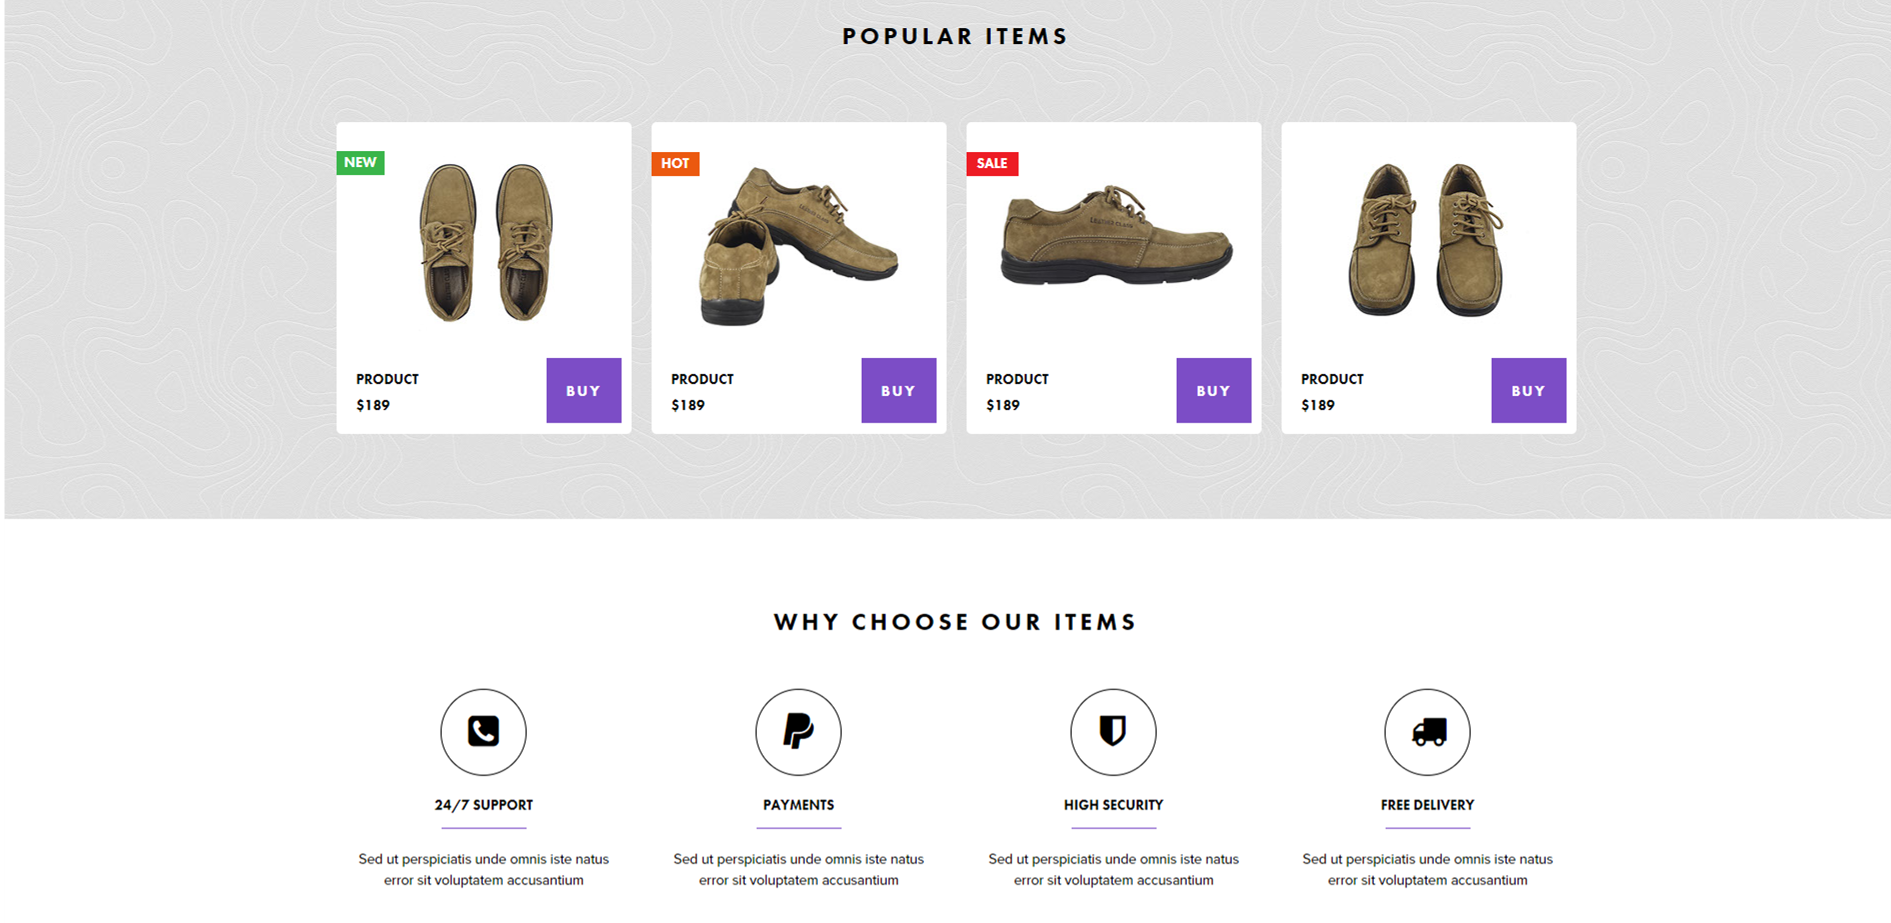 POPULAR ITEMS
NEW
HOT
SALE
LEATHER CLASS
PRODUCT
$189
BUY
PRODUCT
$189
BUY
PRODUCT
$189
BUY
PRODUCT
$189
BUY
WHY CHOOSE OUR ITEMS
24/7 SUPPORT
PAYMENTS
HIGH SECURITY
FREE DELIVERY
Sed ut perspiciatis unde omnis iste natus
error sit voluptatem accusantium
Sed ut perspiciatis unde omnis iste natus
error sit voluptatem accusantium
Sed ut perspiciatis unde omnis iste natus
error sit voluptatem accusantium
Sed ut perspiciatis unde omnis iste natus
error sit voluptatem accusantium